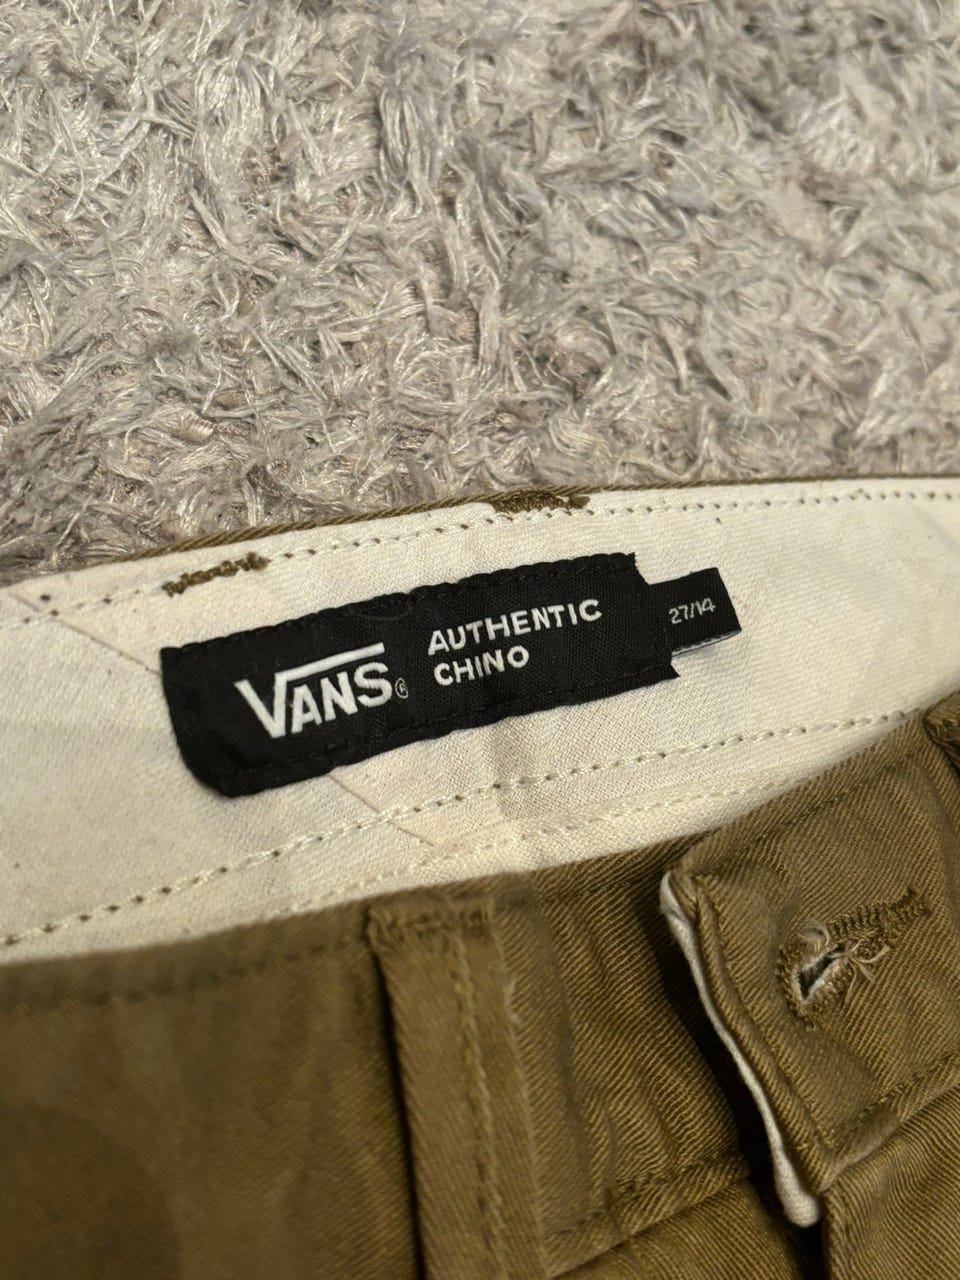 VANS®
AUTHENTIC
CHINO
27/14